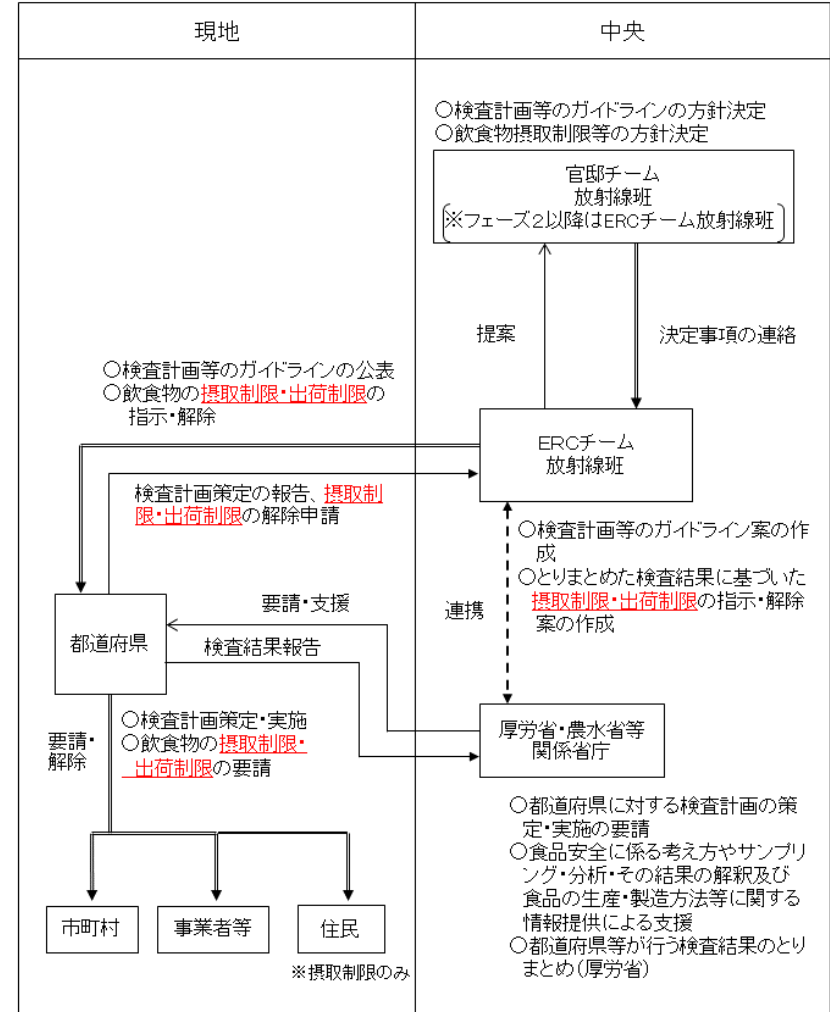 現地
中央
○検査計画等のガイドラインの方針決定
○飲食物摂取制限等の方針決定
官邸チーム
放射線班
※フェーズ2以降はERCチーム放射線班
提案
決定事項の連絡
○検査計画等のガイドラインの公表
○飲食物の摂取制限・出荷制限の
指示・解除
ERCチーム
放射線班
検査計画策定の報告、摂取制
限・出荷制限の解除申請
○検査計画等のガイドライン案の作
成
○とりまとめた検査結果に基づいた
摂取制限・出荷制限の指示・解除
案の作成
連携
要請・支援
都道府県
検査結果報告
○検査計画策定・実施
○飲食物の摂取制限・
出荷制限の要請
要請・
解除
厚労省・農水省等
関係省庁
○都道府県に対する検査計画の策
定・実施の要請
○食品安全に係る考え方やサンプリ
ング・分析・その結果の解釈及び
食品の生産・製造方法等に関する
情報提供による支援
○都道府県等が行う検査結果のとり
まとめ(厚労省)
市町村
事業者等
住民
※摂取制限のみ